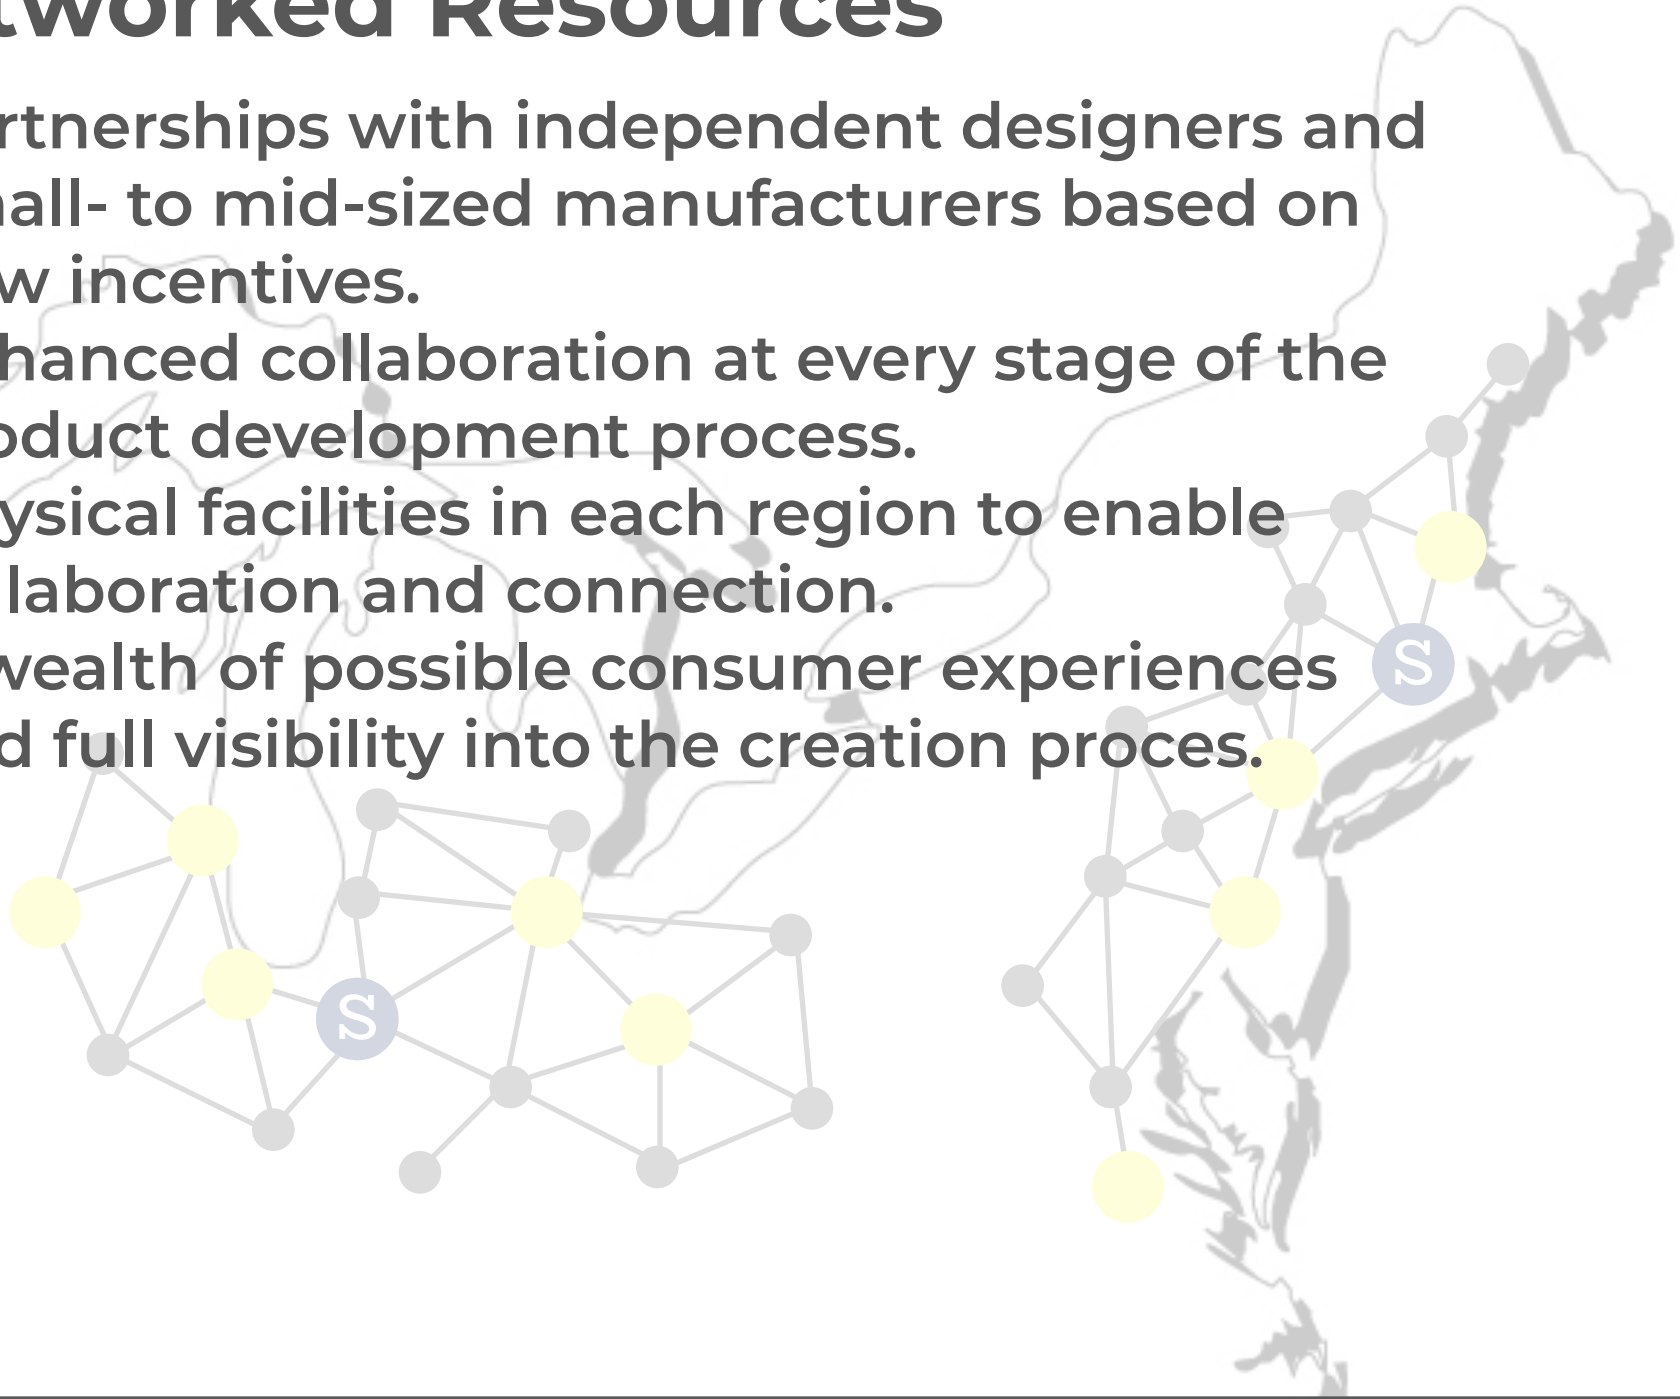 tworked Resources
rtnerships with independent designers and
all- to mid-sized manufacturers based on
w incentives.
hanced collaboration at every stage of the
oduct development process.
ysical facilities in each region to enable
laboration and connection.
wealth of possible consumer experiences
d full visibility into the creation proces.
S
S